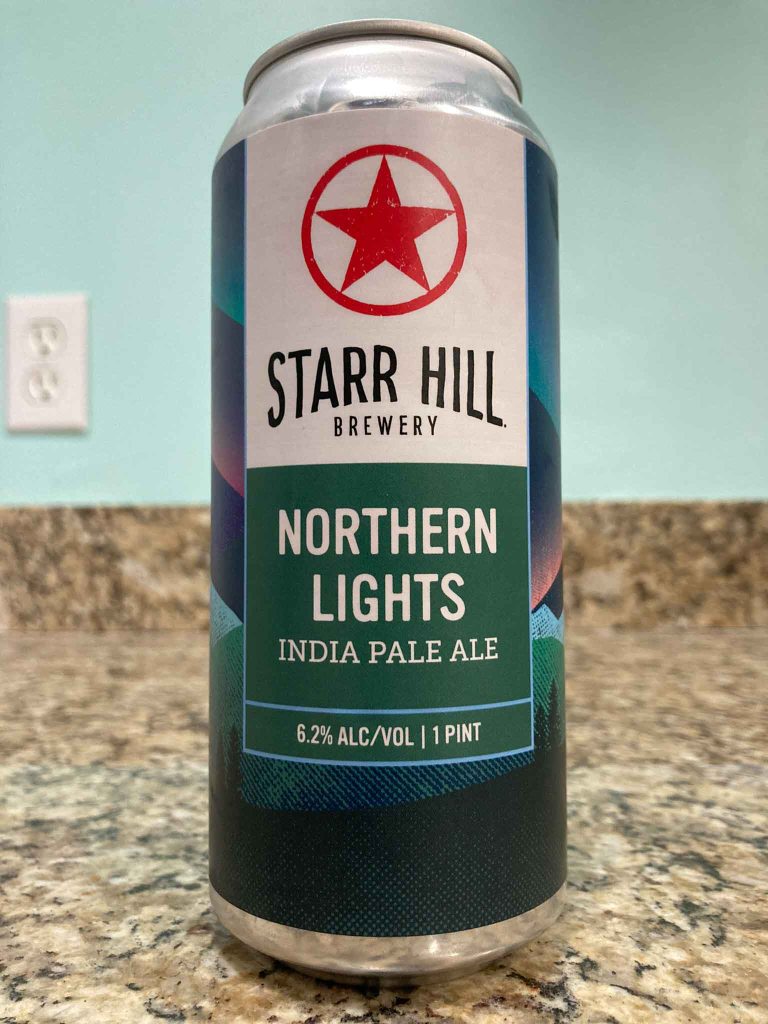 STARR HILL
BREWERY
NORTHERN
LIGHTS
INDIA PALE ALE
6.2% ALC/VOL | 1 PINT